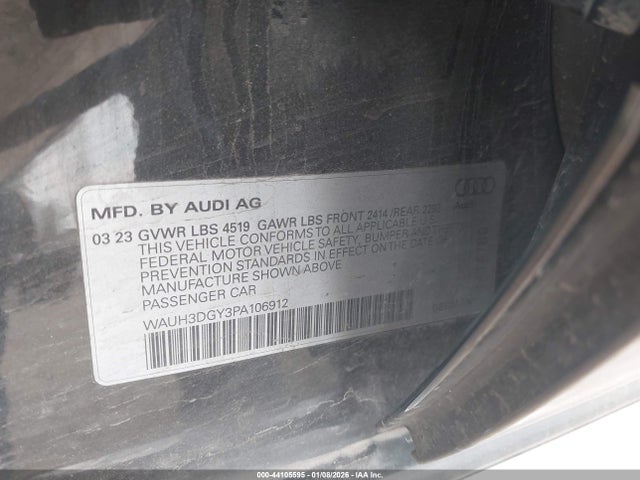 MFD. BY AUDI AG
03 23 GVWR LBS 4519 GAWR LBS FRONT 2414 /REAR
THIS VEHICLE CONFORMS TO ALL APPLICABLE U.S.
FEDERAL MOTOR VEHICLE SAFETY, BUMPER AND THEFT
PREVENTION STANDARDS IN EFFECT ON THE DATE OF
MANUFACTURE SHOWN ABOVE
PASSENGER CAR
WAUH3DGY3PA106912
Audi
000-44105595 - 01/08/2026 - IAA Inc.